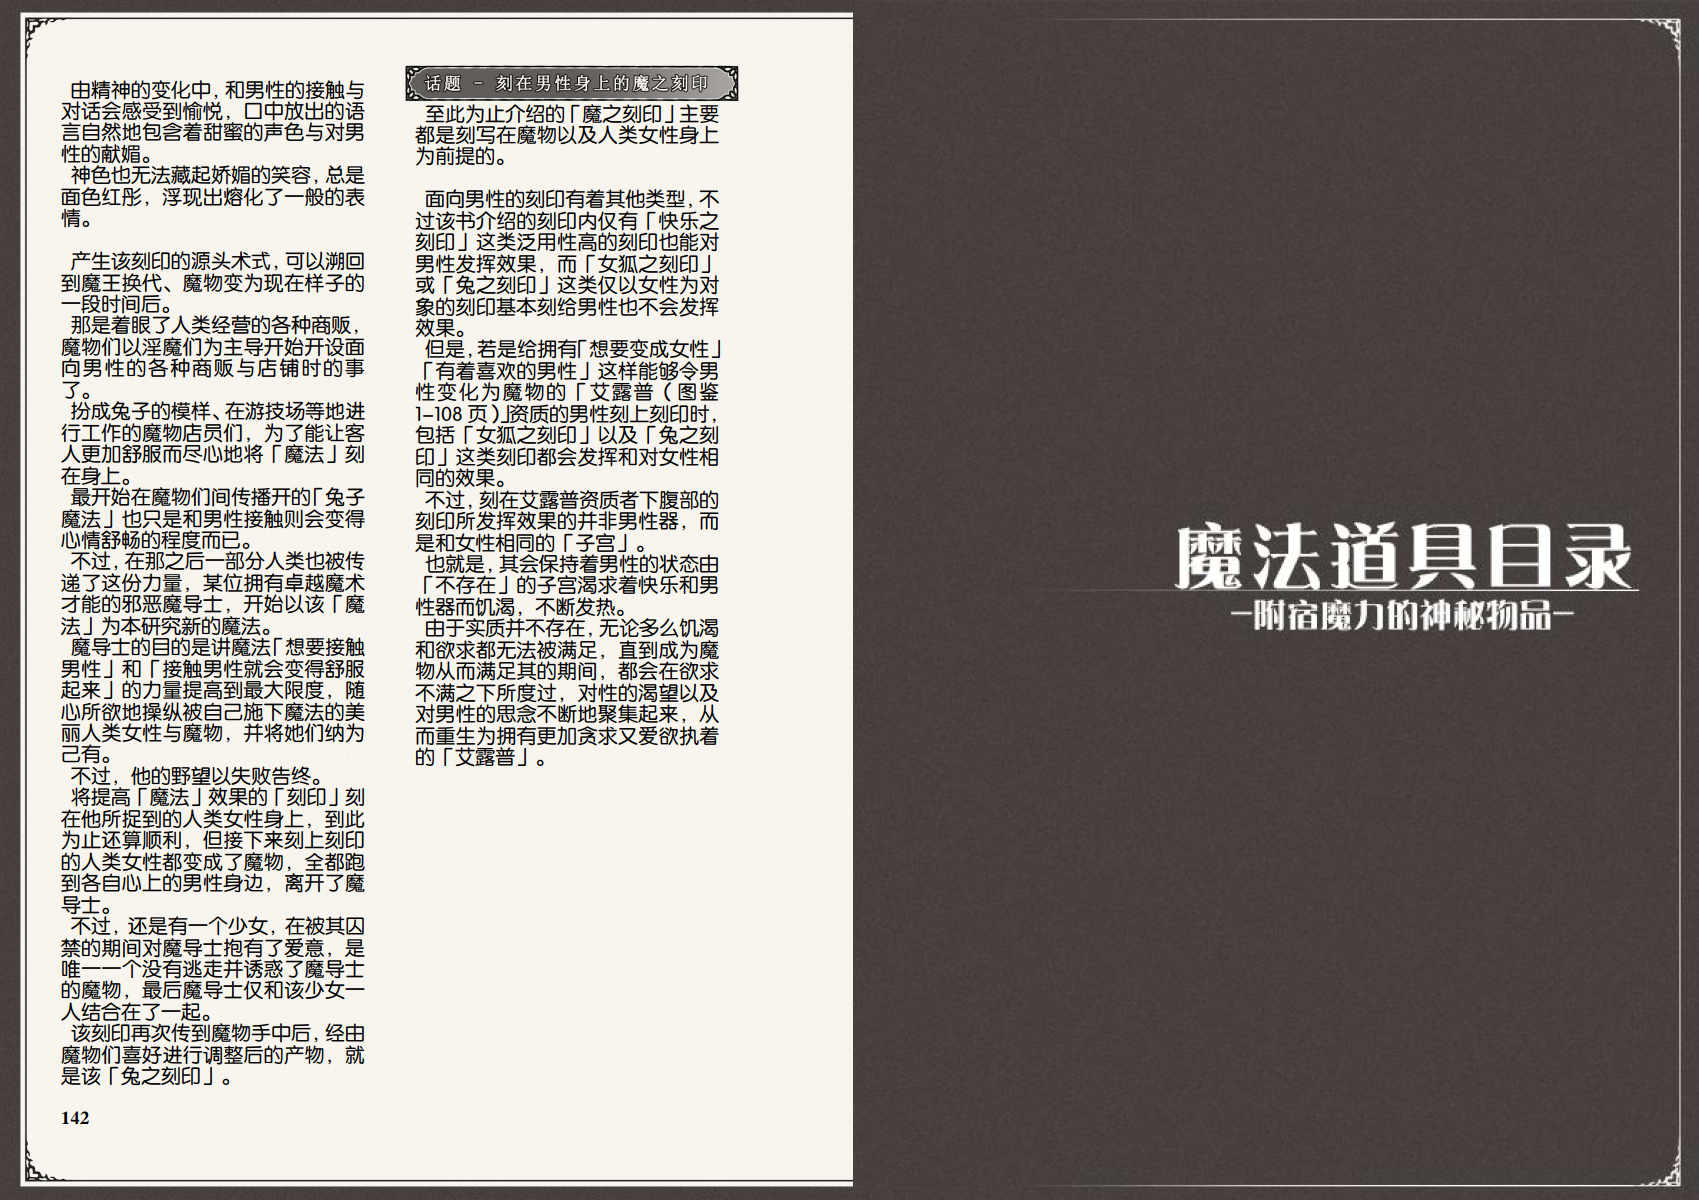 由精神的变化中，和男性的接触与
对话会感受到愉悦，口中放出的语
言自然地包含着甜蜜的声色与对男
性的献媚。
神色也无法藏起娇媚的笑容，总是
面色红彤，浮现出熔化了一般的表
情。
产生该刻印的源头术式，可以溯回
到魔王换代、魔物变为现在样子的
一段时间后。
那是着眼了人类经营的各种商贩，
魔物们以淫魔们为主导开始开设面
向男性的各种商贩与店铺时的事
了。
扮成兔子的模样、在游技场等地进
行工作的魔物店员们，为了能让客
人更加舒服而尽心地将「魔法」刻
在身上。
最开始在魔物们间传播开的「兔子
魔法」也只是和男性接触则会变得
心情舒畅的程度而已。
不过，在那之后一部分人类也被传
递了这份力量，某位拥有卓越魔术
才能的邪恶魔导士，开始以该「魔
法」为本研究新的魔法。
魔导士的目的是讲魔法「想要接触
男性」和「接触男性就会变得舒服
起来」的力量提高到最大限度，随
心所欲地操纵被自己施下魔法的美
丽人类女性与魔物，并将她们纳为
己有。
不过，他的野望以失败告终。
将提高「魔法」效果的「刻印」刻
在他所捉到的人类女性身上，到此
为止还算顺利，但接下来刻上刻印
的人类女性都变成了魔物，全都跑
到各自心上的男性身边，离开了魔
导士。
不过，还是有一个少女，在被其囚
禁的期间对魔导士抱有了爱意，是
唯一一个没有逃走并诱惑了魔导士
的魔物，最后魔导士仅和该少女一
人结合在了一起。
该刻印再次传到魔物手中后，经由
魔物们喜好进行调整后的产物，就
是该「兔之刻印」。
142
话题 - 刻在男性身上的魔之刻印
至此为止介绍的「魔之刻印」主要
都是刻写在魔物以及人类女性身上
为前提的。
面向男性的刻印有着其他类型，不
过该书介绍的刻印内仅有「快乐之
刻印」这类泛用性高的刻印也能对
男性发挥效果，而「女狐之刻印」
或「兔之刻印」这类仅以女性为对
象的刻印基本刻给男性也不会发挥
效果。
但是，若是给拥有「想要变成女性」
「有着喜欢的男性」这样能够令男
性变化为魔物的「艾露普（图鉴
1-108 页）」资质的男性刻上刻印时，
包括「女狐之刻印」以及「兔之刻
印」这类刻印都会发挥和对女性相
同的效果。
不过，刻在艾露普资质者下腹部的
刻印所发挥效果的并非男性器，而
是和女性相同的「子宫」。
也就是，其会保持着男性的状态由
「不存在」的子宫渴求着快乐和男
性器而饥渴，不断发热。
由于实质并不存在，无论多么饥渴
和欲求都无法被满足，直到成为魔
物从而满足其的期间，都会在欲求
不满之下所度过，对性的渴望以及
对男性的思念不断地聚集起来，从
而重生为拥有更加贪求又爱欲执着
的「艾露普」。
魔法道具目录
—附宿魔力的神秘物品—